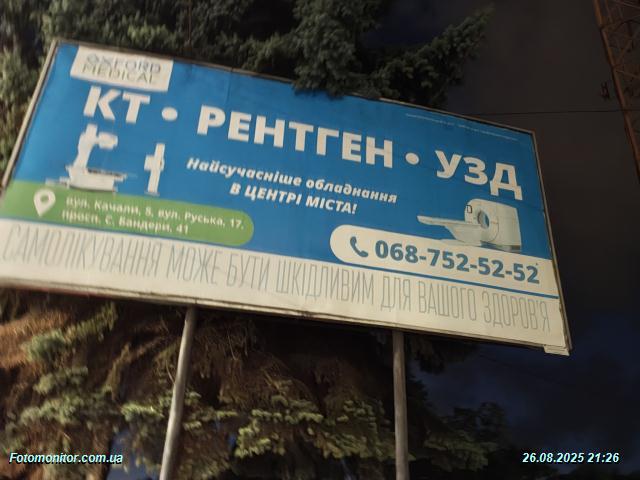 OXFORD
MEDICAL
КТ • РЕНТГЕН • УЗД
Найсучасніше обладнання
В ЦЕНТРІ МІСТА!
вул. Качали, 5, вул. Руська, 17,
просп. С. Бандери, 41
068-752-52-52
САМОЛІКУВАННЯ МОЖЕ БУТИ ШКІДЛИВИМ ДЛЯ ВАШОГО ЗДОРОВ'Я
Fotomonitor.com.ua
26.08.2025 21:26